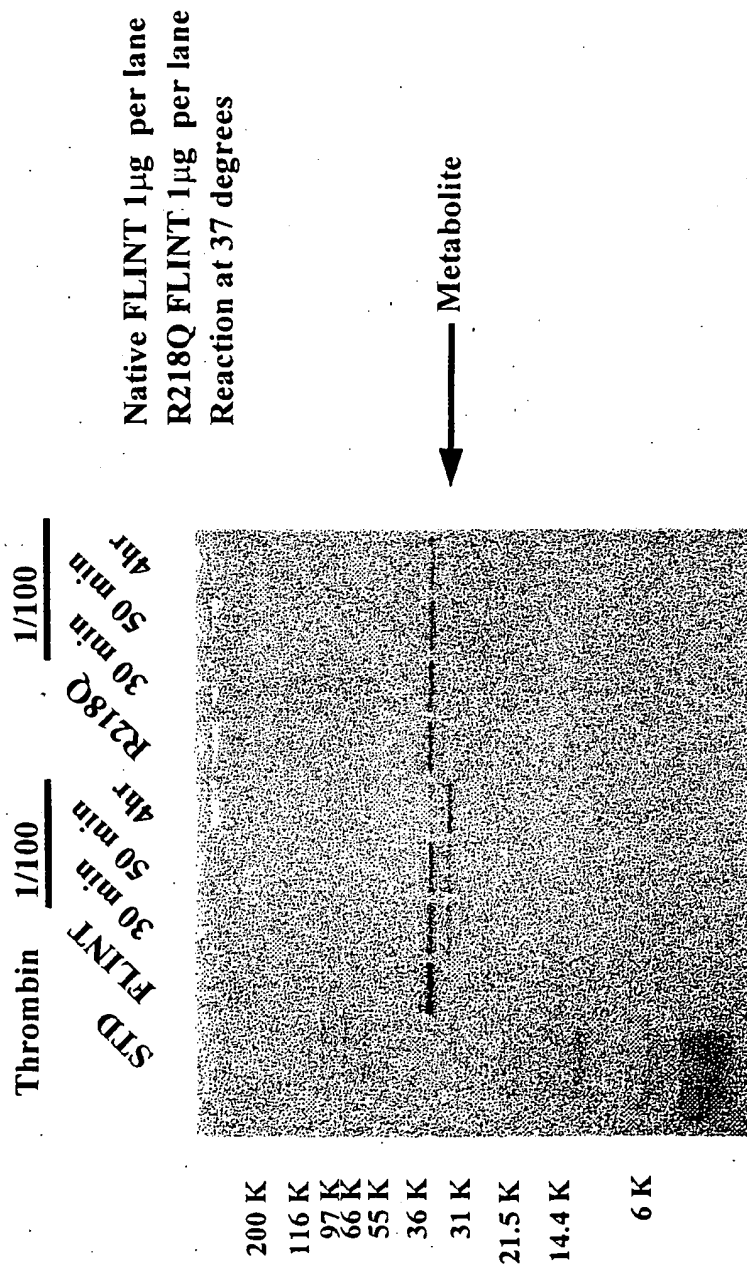 Thrombin 1/100 1/100
STD
FLINT
30 min
50 min
4hr
R218Q
30 min
50 min
4hr
200 K
116 K
97 K
66 K
55 K
36 K
31 K
21.5 K
14.4 K
6 K
Native FLINT 1µg per lane
R218Q FLINT 1µg per lane
Reaction at 37 degrees
Metabolite